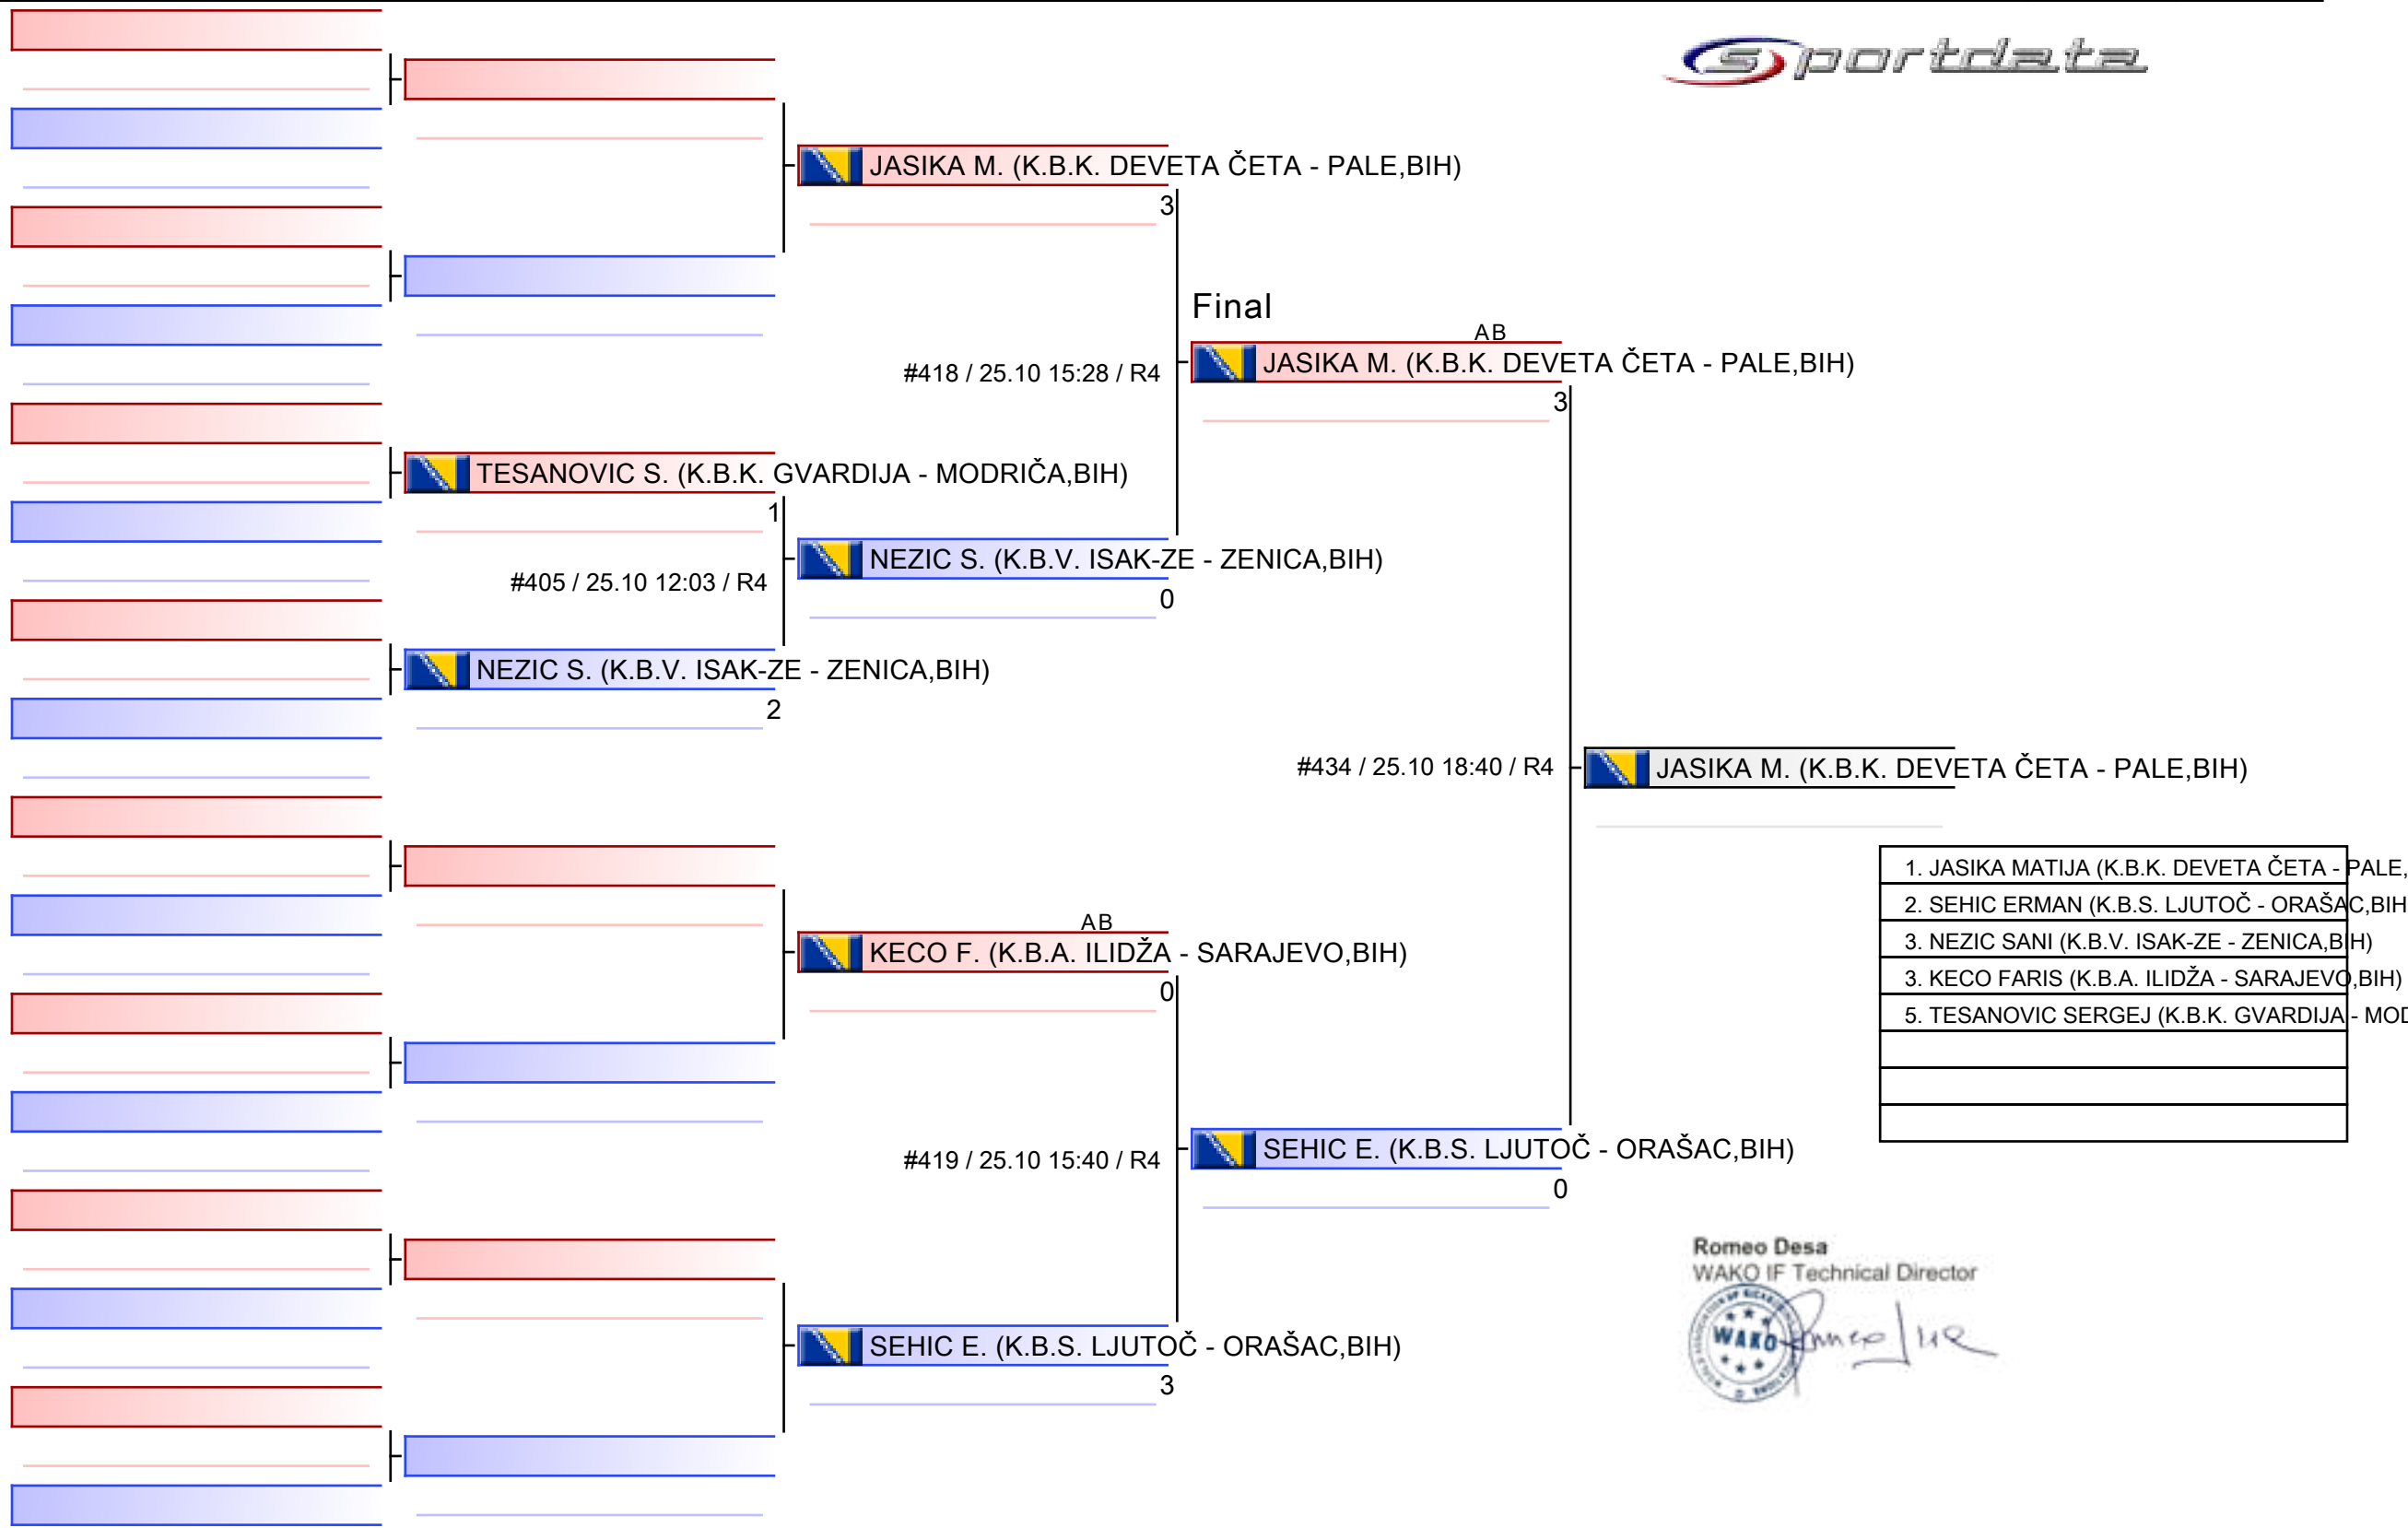 sportdata
JASIKA M. (K.B.K. DEVETA ČETA - PALE,BIH)
3
Final
AB
#418 / 25.10 15:28 / R4
JASIKA M. (K.B.K. DEVETA ČETA - PALE,BIH)
3
TESANOVIC S. (K.B.K. GVARDIJA - MODRIČA,BIH)
1
#405 / 25.10 12:03 / R4
NEZIC S. (K.B.V. ISAK-ZE - ZENICA,BIH)
0
NEZIC S. (K.B.V. ISAK-ZE - ZENICA,BIH)
2
#434 / 25.10 18:40 / R4
JASIKA M. (K.B.K. DEVETA ČETA - PALE,BIH)
1. JASIKA MATIJA (K.B.K. DEVETA ČETA - PALE,
2. SEHIC ERMAN (K.B.S. LJUTOČ - ORAŠAC,BIH
3. NEZIC SANI (K.B.V. ISAK-ZE - ZENICA,BIH)
3. KECO FARIS (K.B.A. ILIDŽA - SARAJEVO,BIH)
5. TESANOVIC SERGEJ (K.B.K. GVARDIJA - MOD
AB
KECO F. (K.B.A. ILIDŽA - SARAJEVO,BIH)
0
#419 / 25.10 15:40 / R4
SEHIC E. (K.B.S. LJUTOČ - ORAŠAC,BIH)
0
SEHIC E. (K.B.S. LJUTOČ - ORAŠAC,BIH)
3
Romeo Desa
WAKO IF Technical Director
WAKO